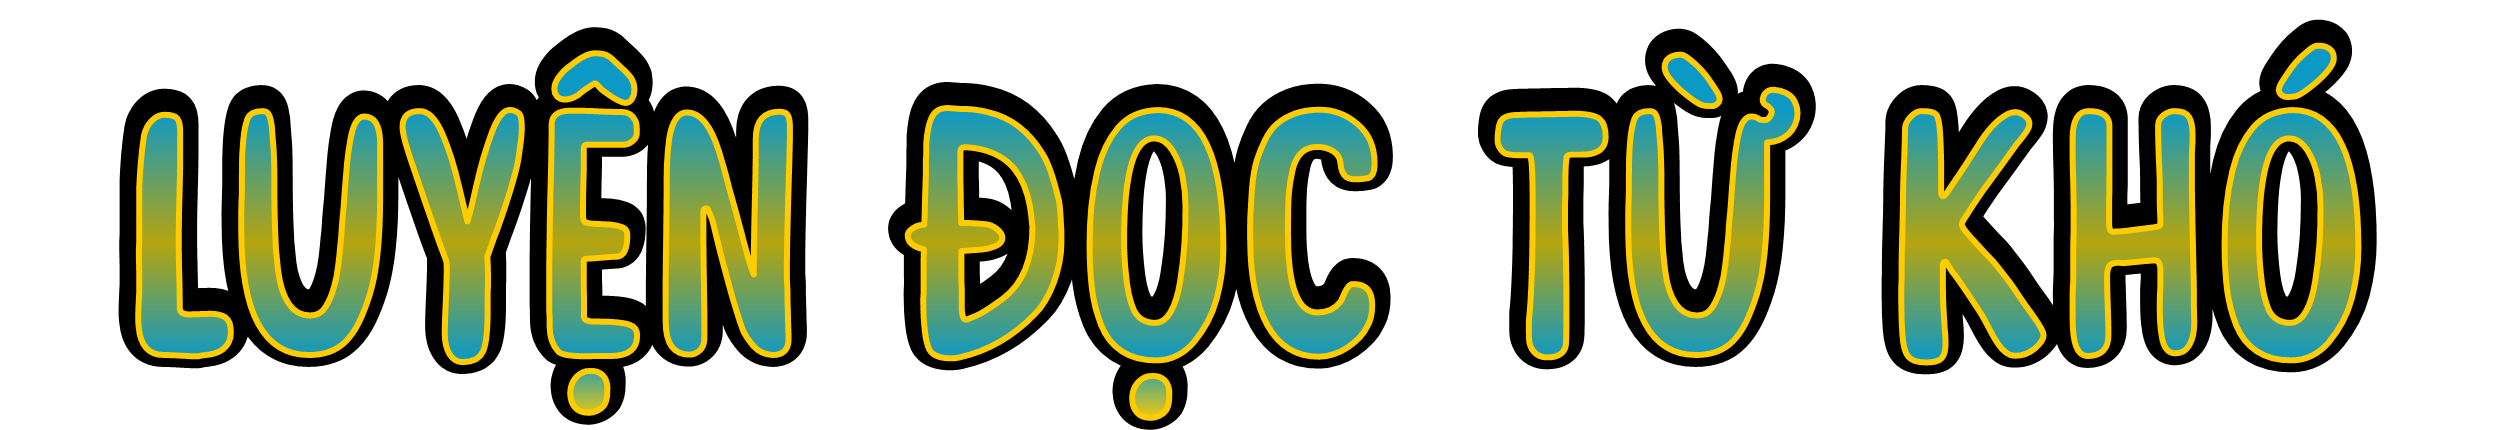 LUYỆN ĐỌC TỪ KHÓ